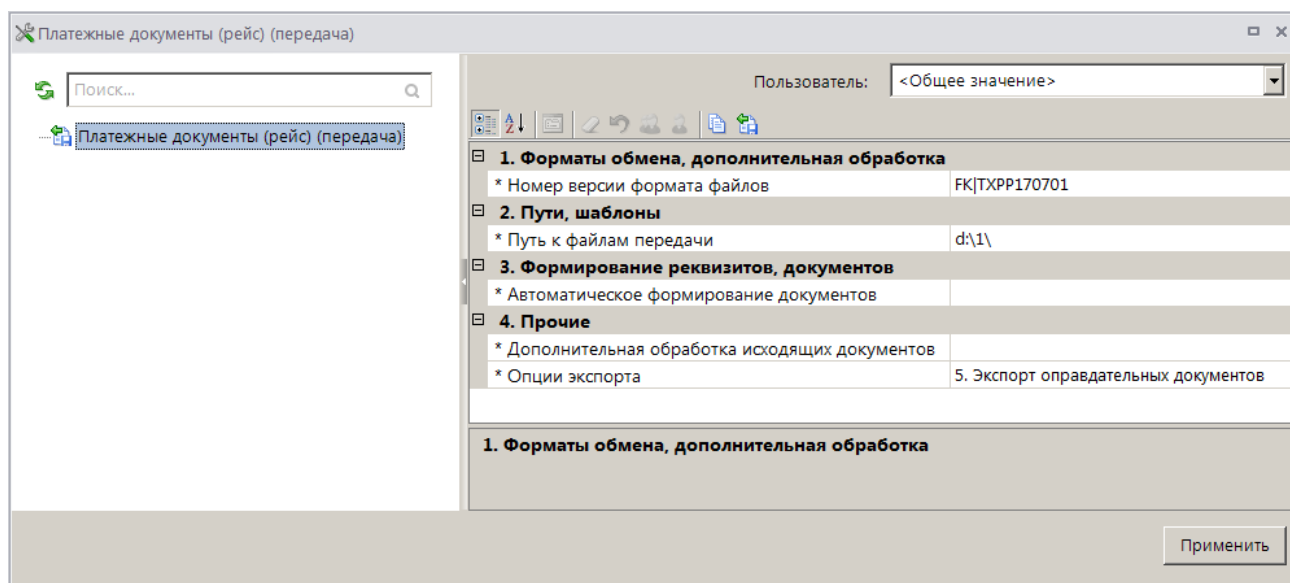 Платежные документы (рейс) (передача)
Поиск...
Платежные документы (рейс) (передача)
Пользователь: <Общее значение>
1. Форматы обмена, дополнительная обработка
* Номер версии формата файлов FK|TXPP170701
2. Пути, шаблоны
* Путь к файлам передачи d:\1\
3. Формирование реквизитов, документов
* Автоматическое формирование документов
4. Прочие
* Дополнительная обработка исходящих документов
* Опции экспорта 5. Экспорт оправдательных документов
1. Форматы обмена, дополнительная обработка
Применить